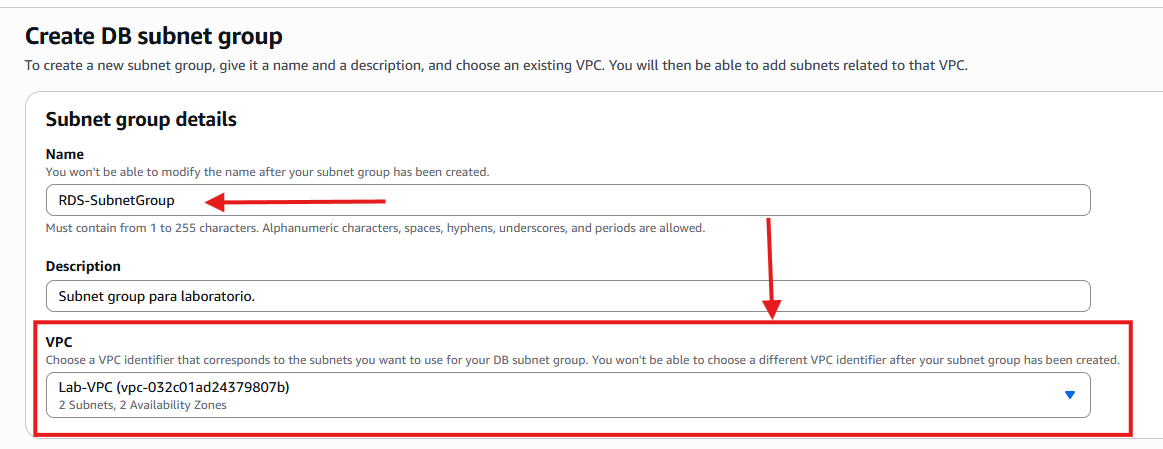 Create DB subnet group
To create a new subnet group, give it a name and a description, and choose an existing VPC. You will then be able to add subnets related to that VPC.
Subnet group details
Name
You won't be able to modify the name after your subnet group has been created.
RDS-SubnetGroup
Must contain from 1 to 255 characters. Alphanumeric characters, spaces, hyphens, underscores, and periods are allowed.
Description
Subnet group para laboratorio.
VPC
Choose a VPC identifier that corresponds to the subnets you want to use for your DB subnet group. You won't be able to choose a different VPC identifier after your subnet group has been created.
Lab-VPC (vpc-032c01ad24379807b)
2 Subnets, 2 Availability Zones